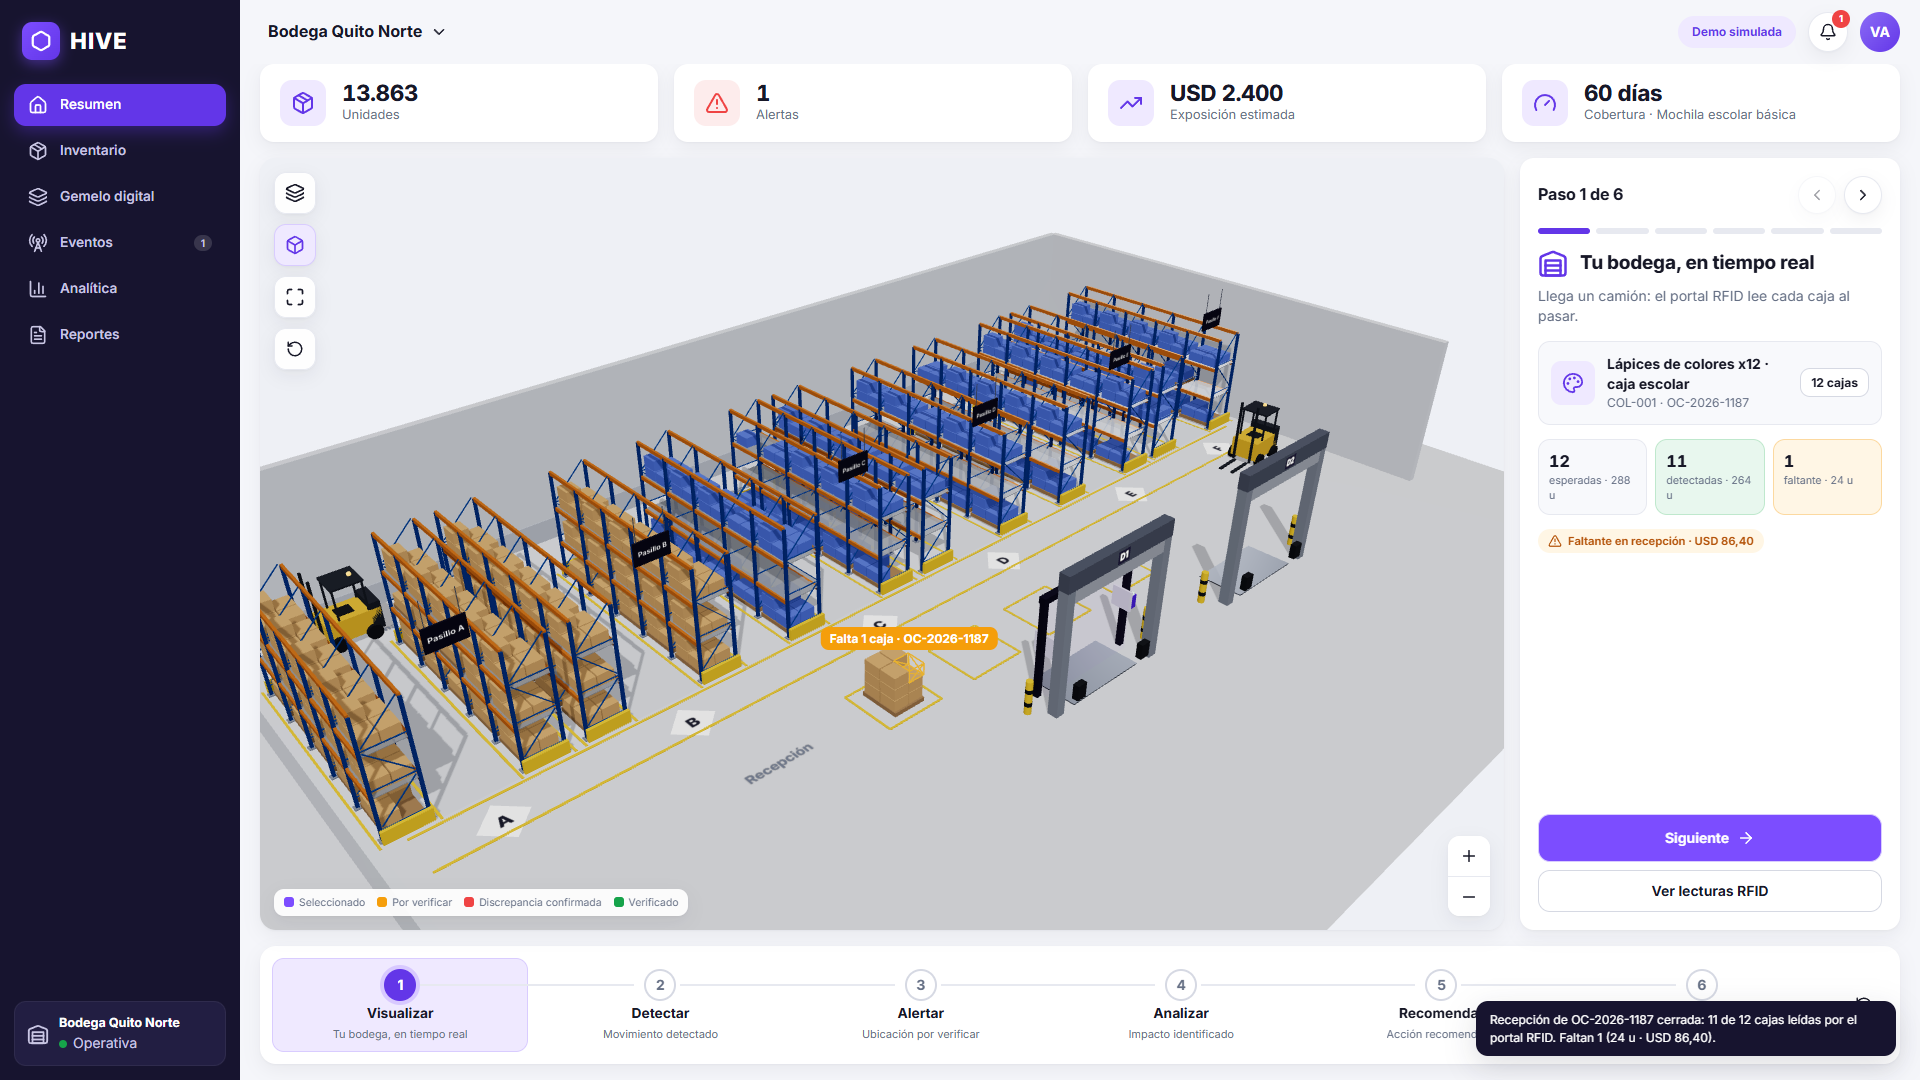 HIVE
Resumen
Inventario
Gemelo digital
Eventos
1
Analítica
Reportes
Bodega Quito Norte
Operativa
Bodega Quito Norte
Demo simulada
1
VA
13.863
Unidades
1
Alertas
USD 2.400
Exposición estimada
60 días
Cobertura · Mochila escolar básica
Pasillo A
Pasillo B
Pasillo C
D1
D2
A
B
C
D
E
F
Falta 1 caja · OC-2026-1187
Recepción
Seleccionado
Por verificar
Discrepancia confirmada
Verificado
Paso 1 de 6
Tu bodega, en tiempo real
Llega un camión: el portal RFID lee cada caja al
pasar.
Lápices de colores x12 ·
caja escolar
COL-001 · OC-2026-1187
12 cajas
12
esperadas · 288
u
11
detectadas · 264
u
1
faltante · 24 u
Faltante en recepción · USD 86,40
Siguiente
Ver lecturas RFID
1
Visualizar
Tu bodega, en tiempo real
2
Detectar
Movimiento detectado
3
Alertar
Ubicación por verificar
4
Analizar
Impacto identificado
5
Recomenda
Acción recomend
6
Recepción de OC-2026-1187 cerrada: 11 de 12 cajas leídas por el
portal RFID. Faltan 1 (24 u · USD 86,40).